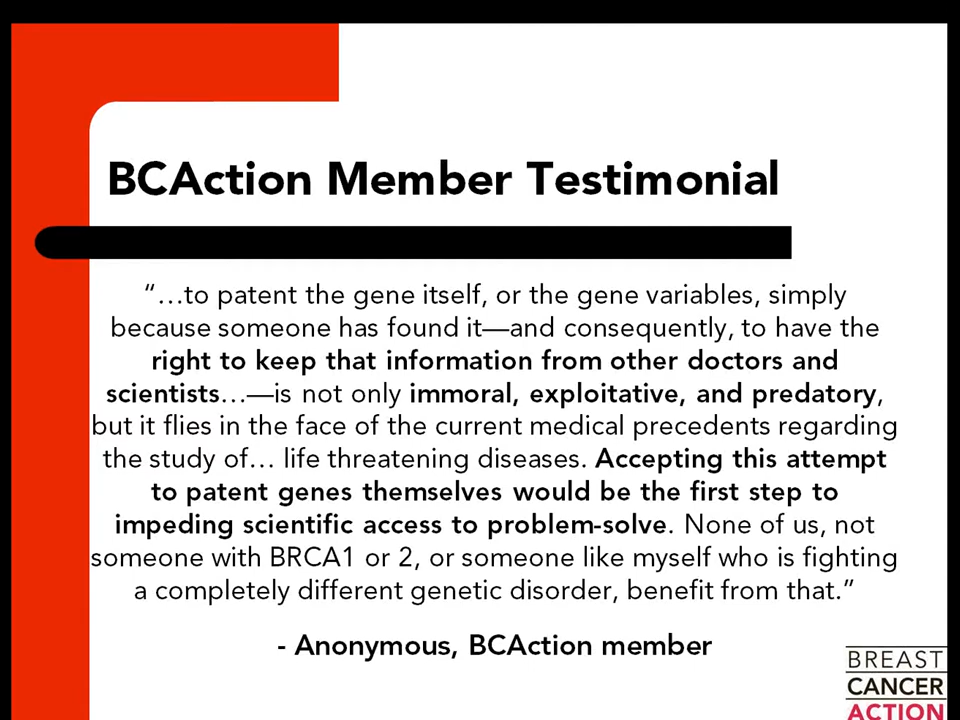 BCAction Member Testimonial
“…to patent the gene itself, or the gene variables, simply
because someone has found it—and consequently, to have the
right to keep that information from other doctors and
scientists…—is not only immoral, exploitative, and predatory,
but it flies in the face of the current medical precedents regarding
the study of… life threatening diseases. Accepting this attempt
to patent genes themselves would be the first step to
impeding scientific access to problem-solve. None of us, not
someone with BRCA1 or 2, or someone like myself who is fighting
a completely different genetic disorder, benefit from that.”
- Anonymous, BCAction member
BREAST
CANCER
ACTION